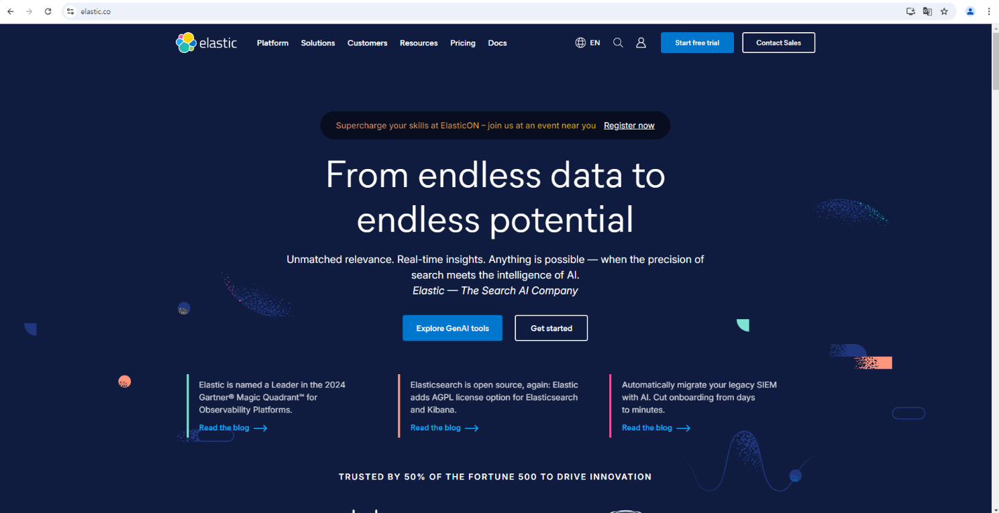 elastic.co
elastic
Platform Solutions Customers Resources Pricing Docs
EN
Start free trial
Contact Sales
Supercharge your skills at ElasticON – join us at an event near you Register now
From endless data to
endless potential
Unmatched relevance. Real-time insights. Anything is possible — when the precision of
search meets the intelligence of AI.
Elastic — The Search AI Company
Explore GenAI tools
Get started
Elastic is named a Leader in the 2024
Gartner® Magic Quadrant™ for
Observability Platforms.
Read the blog
Elasticsearch is open source, again: Elastic
adds AGPL license option for Elasticsearch
and Kibana.
Read the blog
Automatically migrate your legacy SIEM
with AI. Cut onboarding from days
to minutes.
Read the blog
TRUSTED BY 50% OF THE FORTUNE 500 TO DRIVE INNOVATION